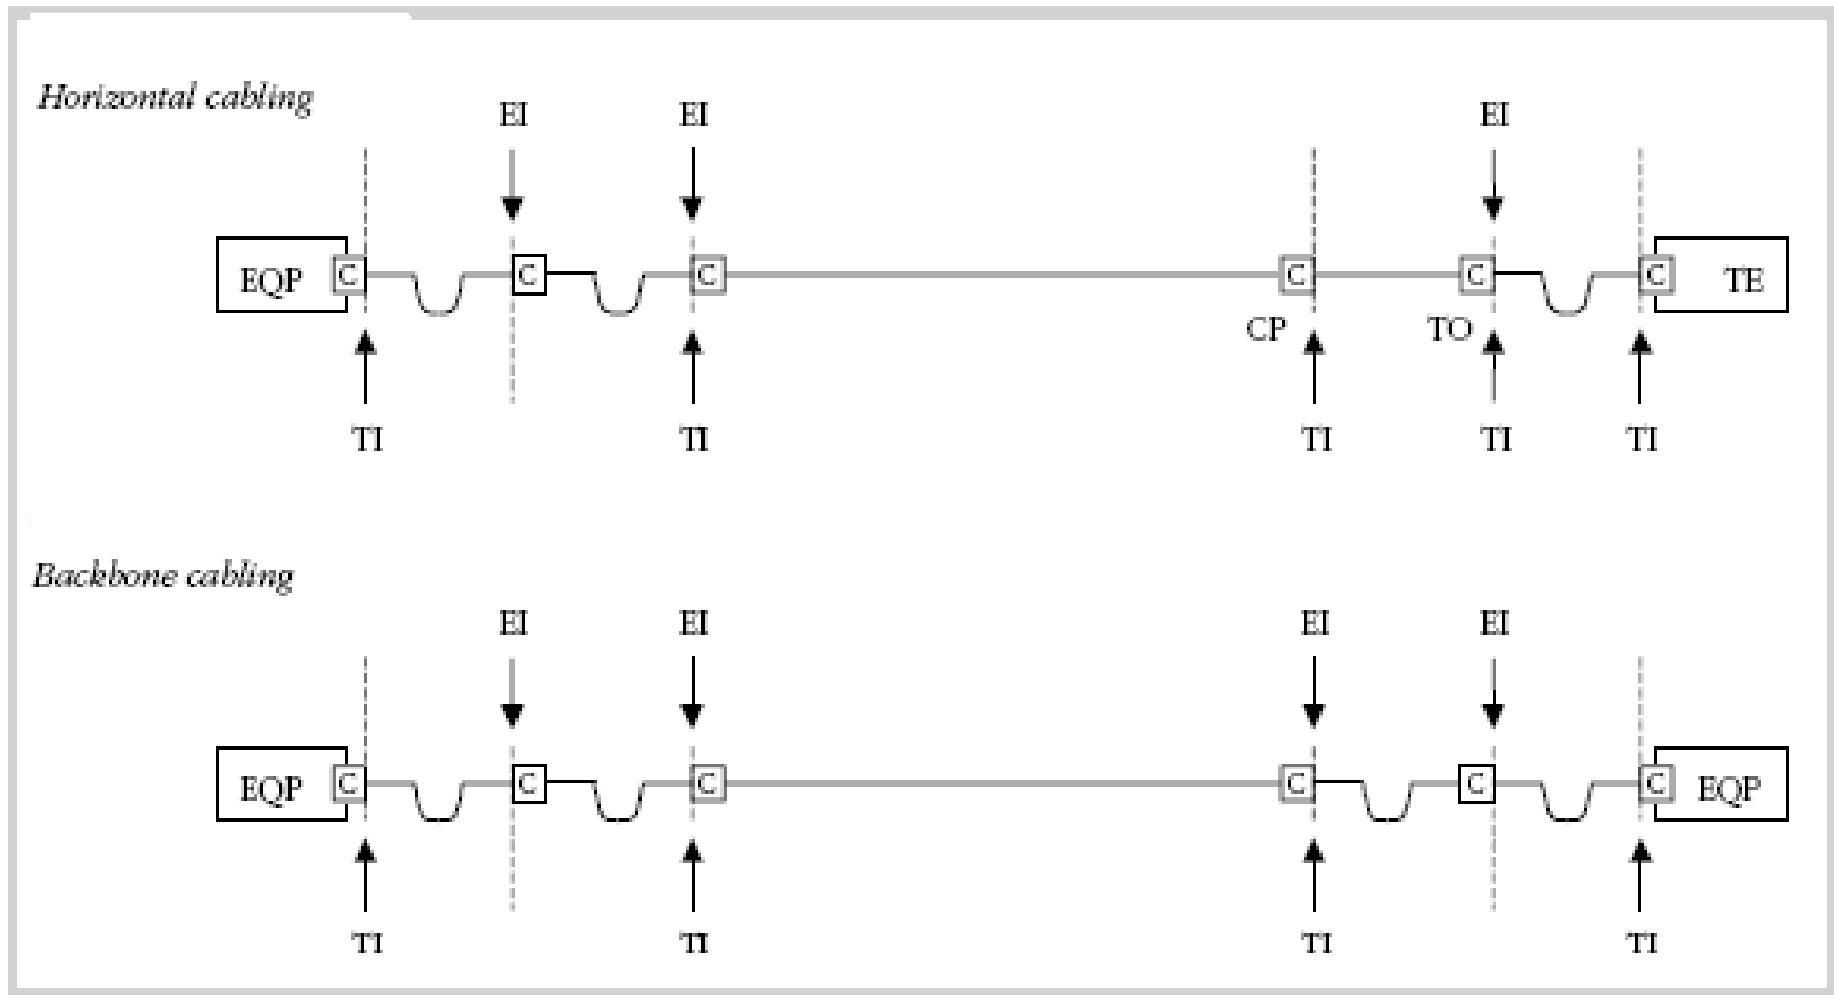 Horizontal cabling
EI EI EI
EQP C C C C C C TE
CP TO
TI TI TI TI TI
Backbone cabling
EI EI EI EI
EQP C C C C C C EQP
TI TI TI TI